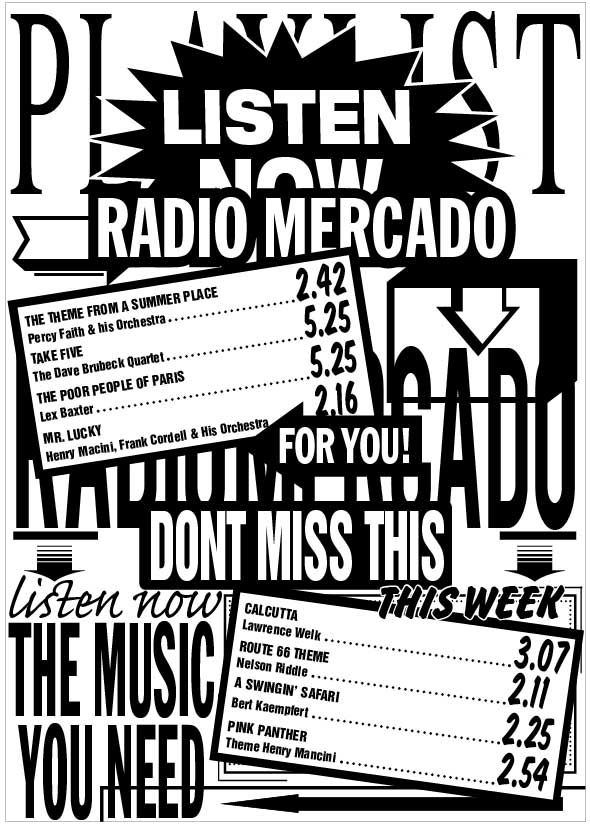 PLAYLIST
LISTEN
NOW
RADIO MERCADO
THE THEME FROM A SUMMER PLACE
Percy Faith & his Orchestra 2.42
TAKE FIVE
The Dave Brubeck Quartet 5.25
THE POOR PEOPLE OF PARIS
Lex Baxter 5.25
MR. LUCKY
Henry Macini, Frank Cordell & His Orchestra 2.16
RADIO MERCADO
FOR YOU!
DONT MISS THIS
listen now
THE MUSIC
YOU NEED
THIS WEEK
CALCUTTA
Lawrence Welk 3.07
ROUTE 66 THEME
Nelson Riddle 2.11
A SWINGIN' SAFARI
Bert Kaempfert 2.25
PINK PANTHER
Theme Henry Mancini 2.54